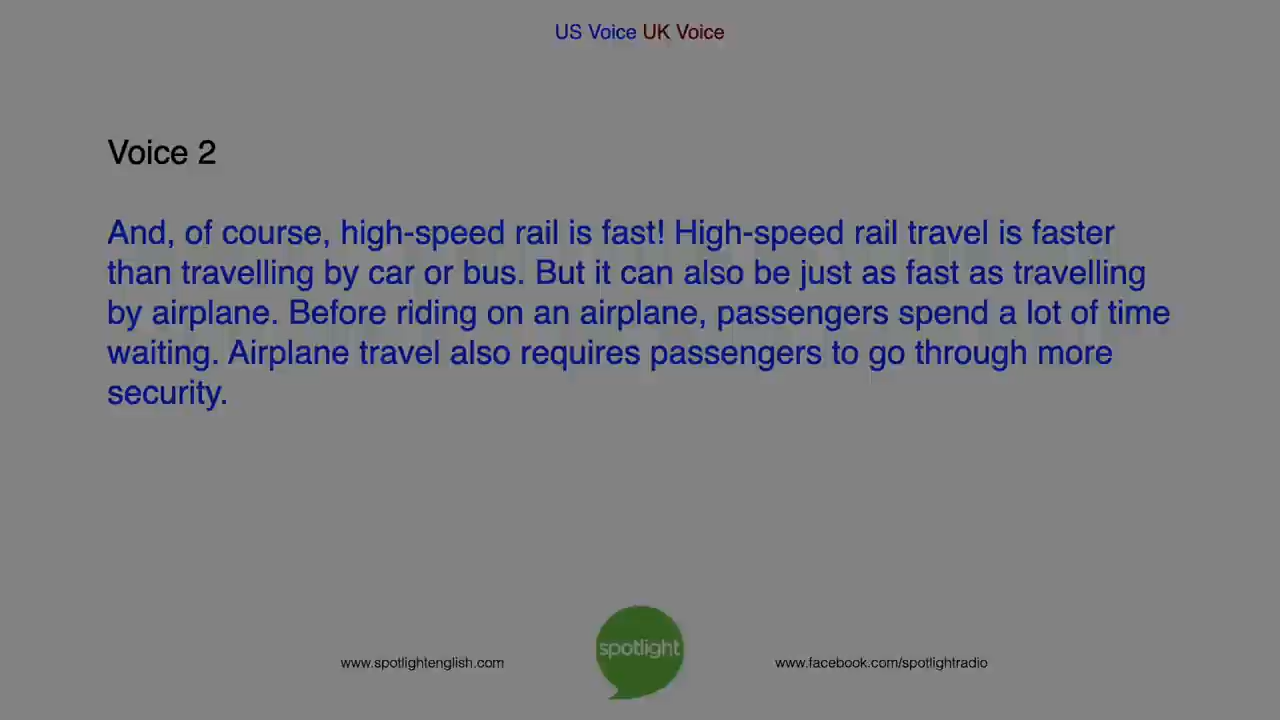 US Voice UK Voice
Voice 2
And, of course, high-speed rail is fast! High-speed rail travel is faster
than travelling by car or bus. But it can also be just as fast as travelling
by airplane. Before riding on an airplane, passengers spend a lot of time
waiting. Airplane travel also requires passengers to go through more
security.
spotlight
www.spotlightenglish.com
www.facebook.com/spotlightradio